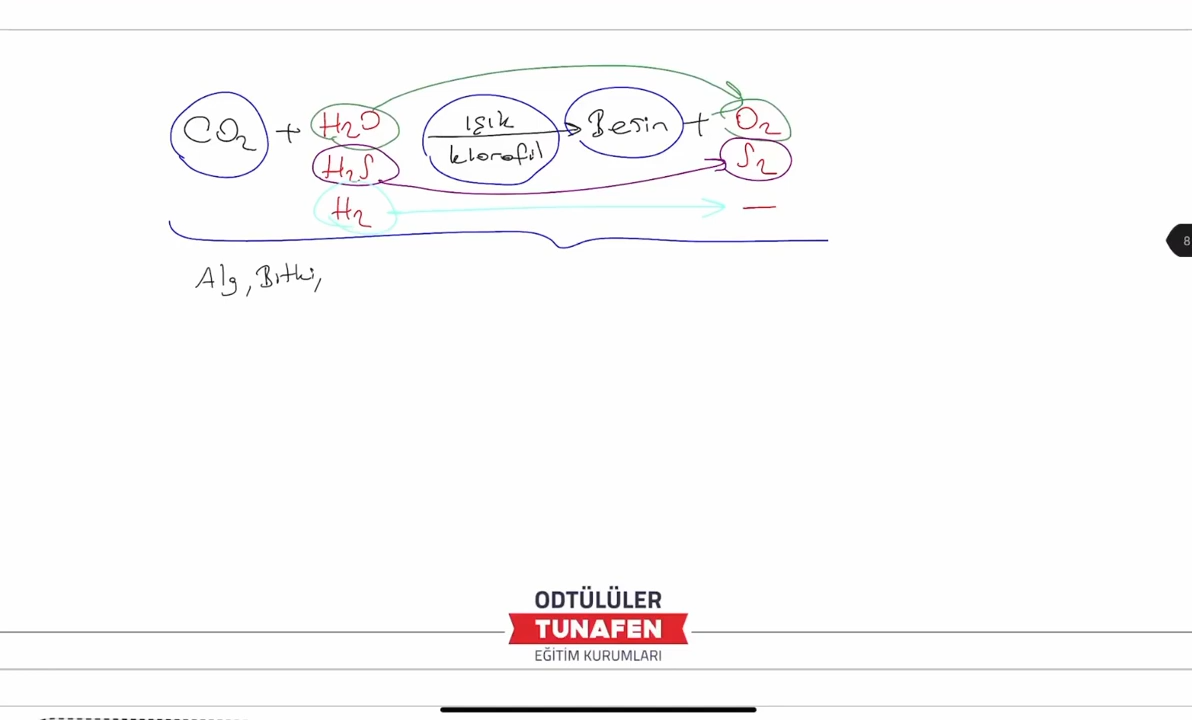 CO2 + H2O ışık Besin + O2
klorofil
H2S S2
H2 —
Alg, Bitki,
8
ODTÜLÜLER
TUNAFEN
EĞİTİM KURUMLARI